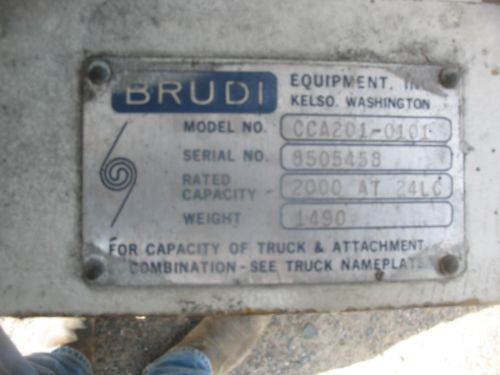 BRUDI EQUIPMENT, IN
KELSO, WASHINGTON
MODEL NO. CCA201-0101
SERIAL NO. 8505458
RATED CAPACITY 2000 AT 24LC
WEIGHT 1490
FOR CAPACITY OF TRUCK & ATTACHMENT
COMBINATION - SEE TRUCK NAMEPLATE